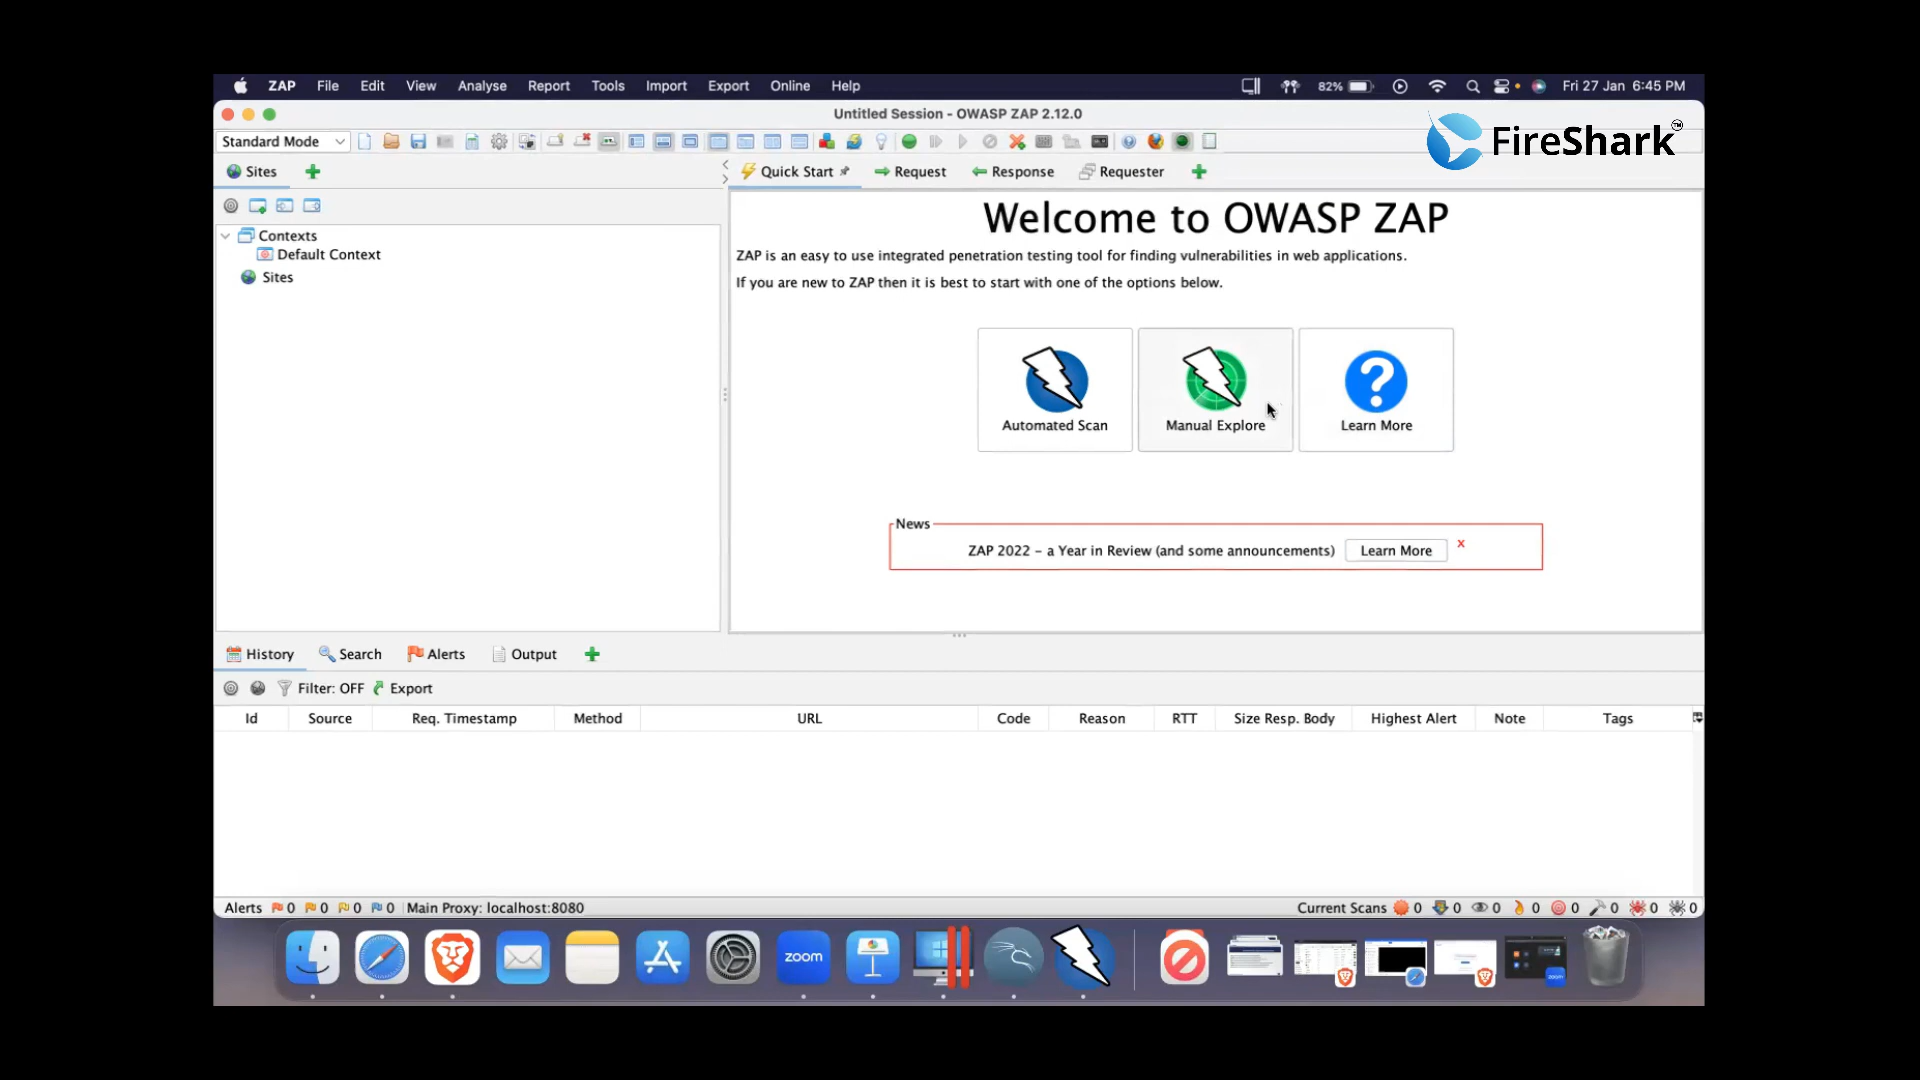 ZAP File Edit View Analyse Report Tools Import Export Online Help 82% Fri 27 Jan 6:45 PM
Untitled Session - OWASP ZAP 2.12.0
Standard Mode
FireShark™
Sites
Quick Start Request Response Requester
Contexts
Default Context
Sites
Welcome to OWASP ZAP
ZAP is an easy to use integrated penetration testing tool for finding vulnerabilities in web applications.
If you are new to ZAP then it is best to start with one of the options below.
Automated Scan Manual Explore Learn More
News
ZAP 2022 – a Year in Review (and some announcements) Learn More x
History Search Alerts Output
Filter: OFF Export
Id Source Req. Timestamp Method URL Code Reason RTT Size Resp. Body Highest Alert Note Tags
Alerts 0 0 0 0 Main Proxy: localhost:8080 Current Scans 0 0 0 0 0 0 0 0
zoom